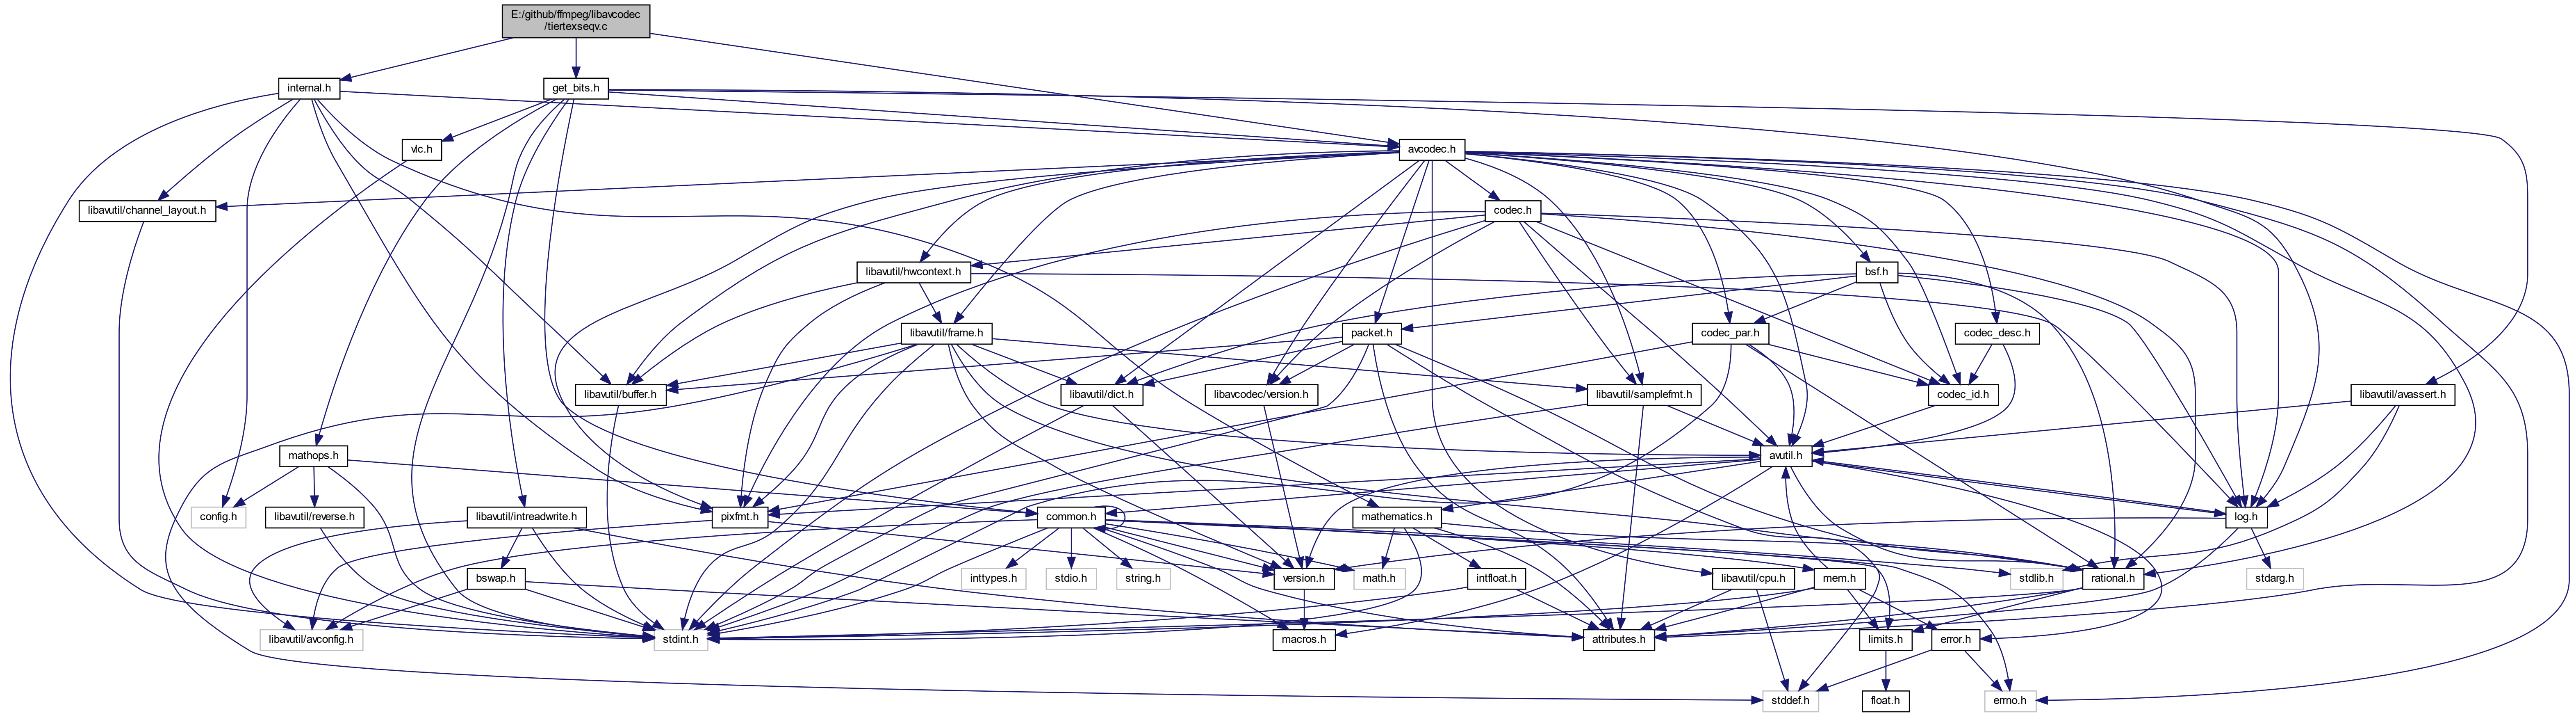 E:/github/ffmpeg/libavcodec
/tiertexseqv.c
internal.h
get_bits.h
vlc.h
avcodec.h
libavutil/channel_layout.h
codec.h
libavutil/hwcontext.h
bsf.h
libavutil/frame.h
packet.h
codec_par.h
codec_desc.h
libavutil/buffer.h
libavutil/dict.h
libavcodec/version.h
libavutil/samplefmt.h
codec_id.h
libavutil/avassert.h
mathops.h
avutil.h
config.h
libavutil/reverse.h
libavutil/intreadwrite.h
pixfmt.h
common.h
mathematics.h
log.h
bswap.h
inttypes.h
stdio.h
string.h
version.h
math.h
intfloat.h
libavutil/cpu.h
mem.h
stdlib.h
rational.h
stdarg.h
libavutil/avconfig.h
stdint.h
macros.h
attributes.h
limits.h
error.h
stddef.h
float.h
errno.h